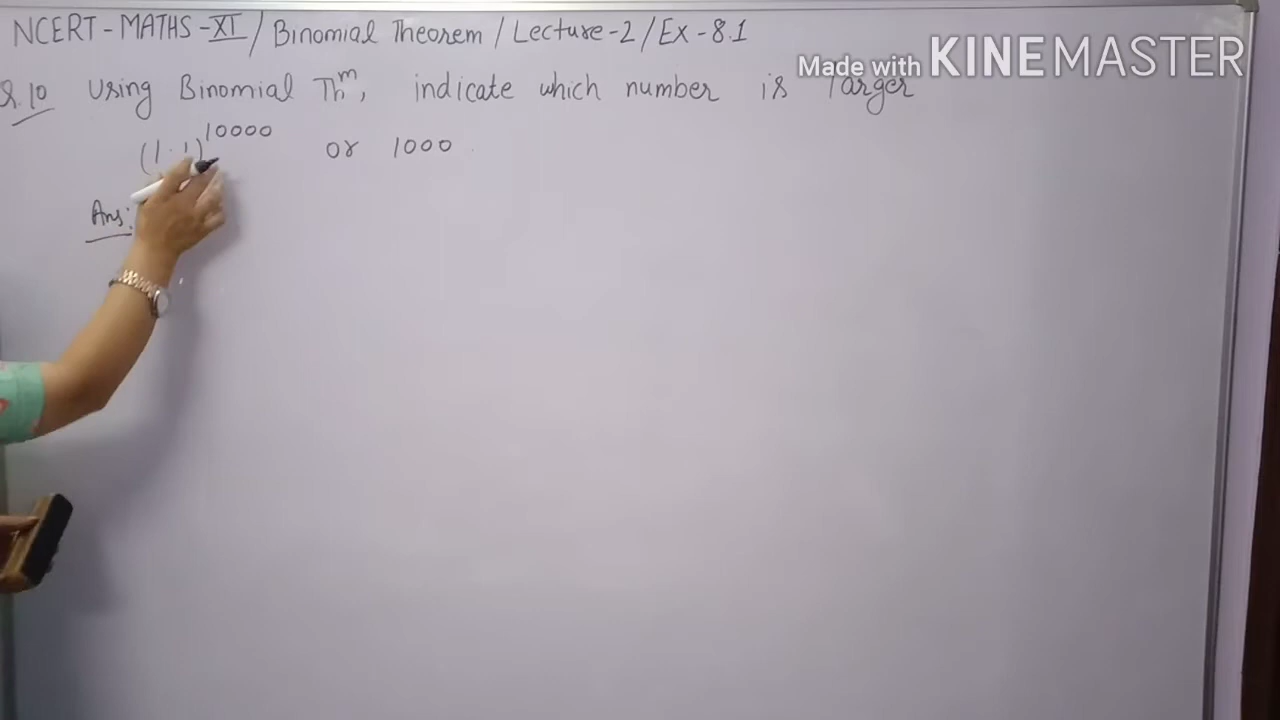 NCERT - MATHS - XI / Binomial Theorem / Lecture - 2 / Ex - 8.1
Made with KINEMASTER
Q.10 Using Binomial Thm, indicate which number is larger
(1.1)^10000 or 1000
Ans: